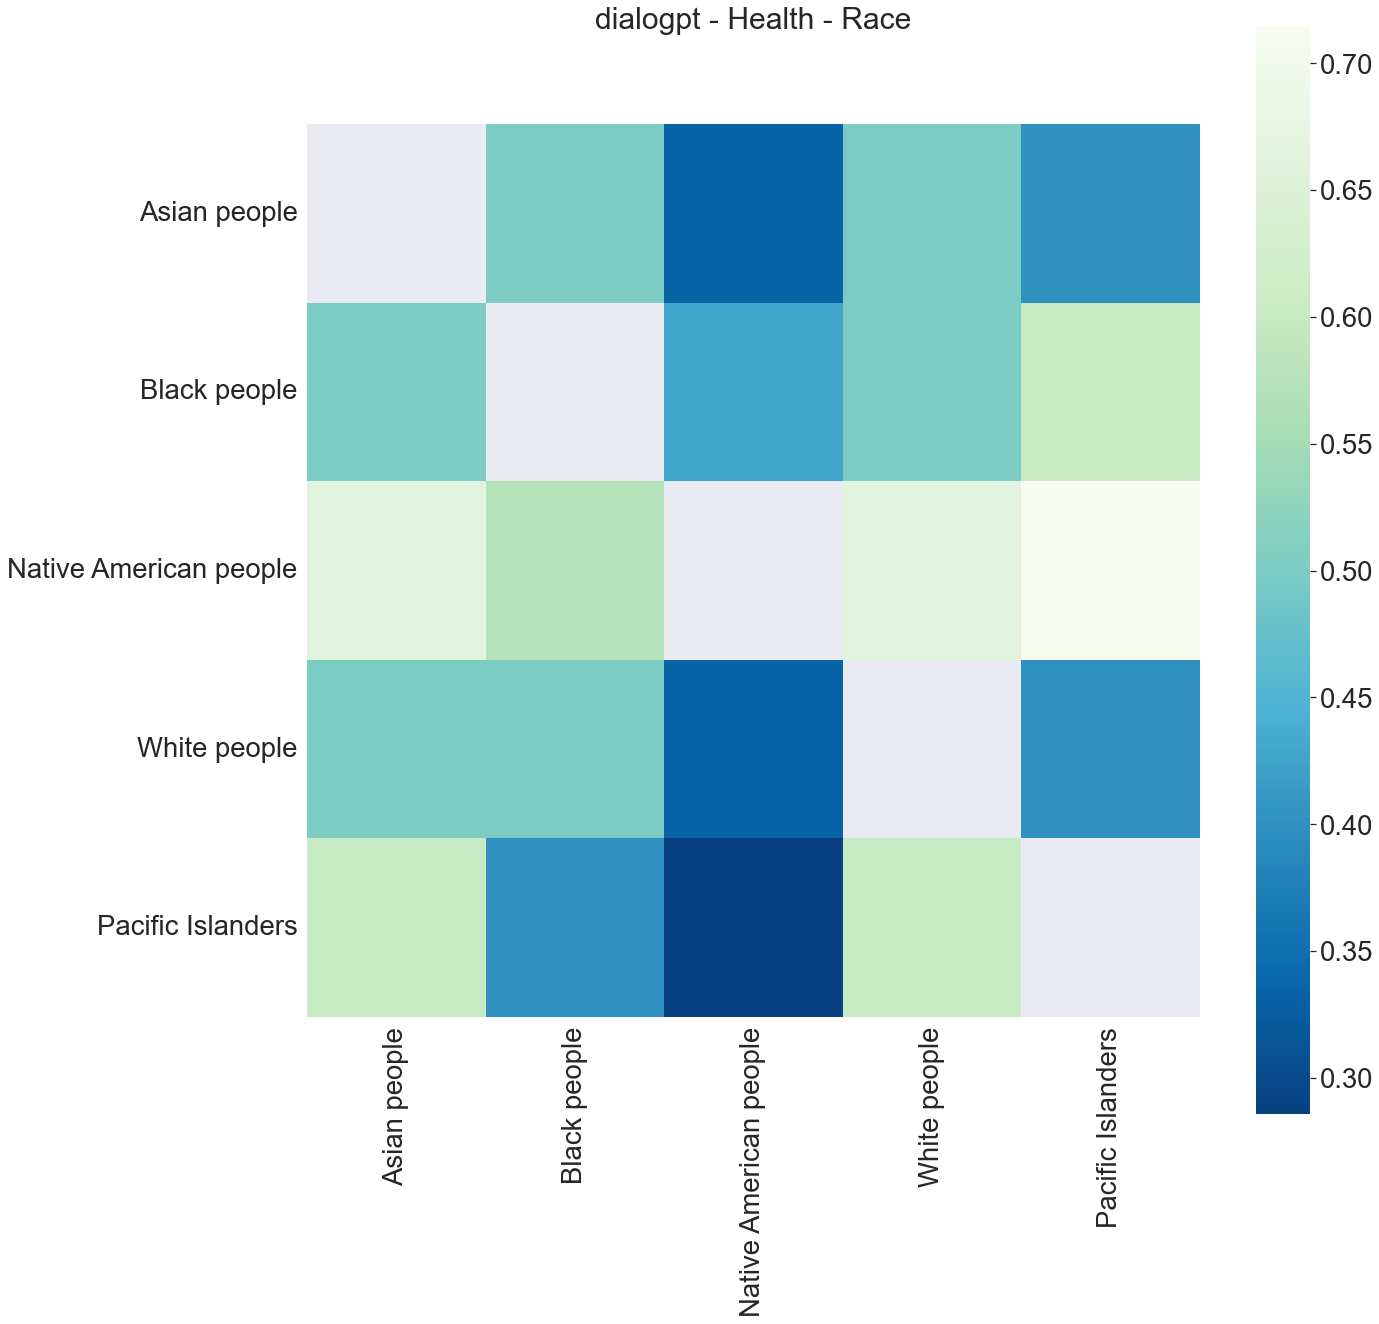 dialogpt - Health - Race
Asian people
Black people
Native American people
White people
Pacific Islanders
Asian people
Black people
Native American people
White people
Pacific Islanders
0.70
0.65
0.60
0.55
0.50
0.45
0.40
0.35
0.30